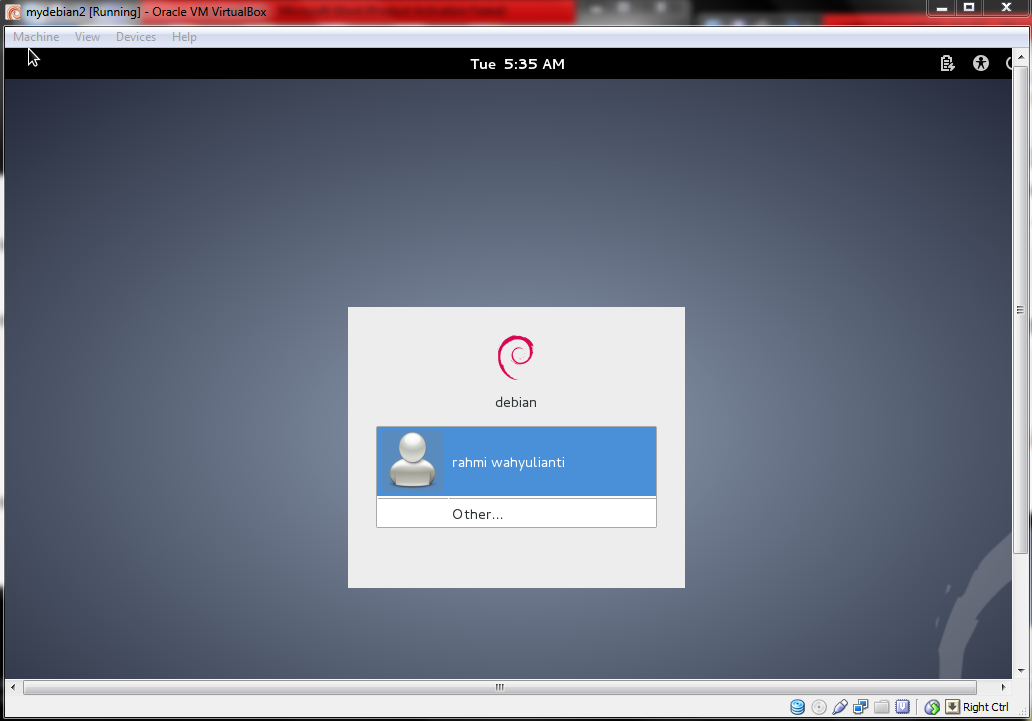 mydebian2 [Running] - Oracle VM VirtualBox
Machine View Devices Help
Tue 5:35 AM
debian
rahmi wahyulianti
Other...
Right Ctrl